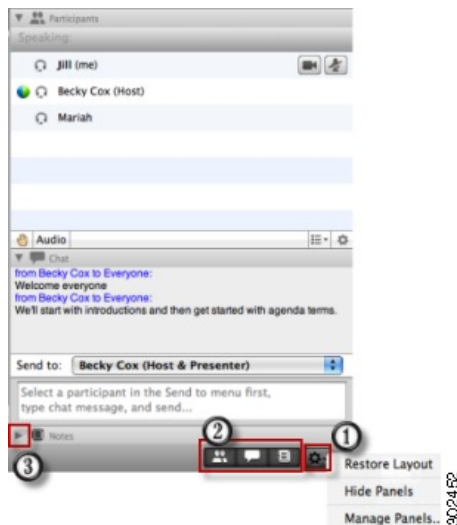 Participants
Speaking:
Jill (me)
Becky Cox (Host)
Mariah
Audio
Chat
from Becky Cox to Everyone:
Welcome everyone
from Becky Cox to Everyone:
We'll start with introductions and then get started with agenda terms.
Send to: Becky Cox (Host & Presenter)
Select a participant in the Send to menu first,
type chat message, and send...
Notes
3
2
1
Restore Layout
Hide Panels
Manage Panels..
302452